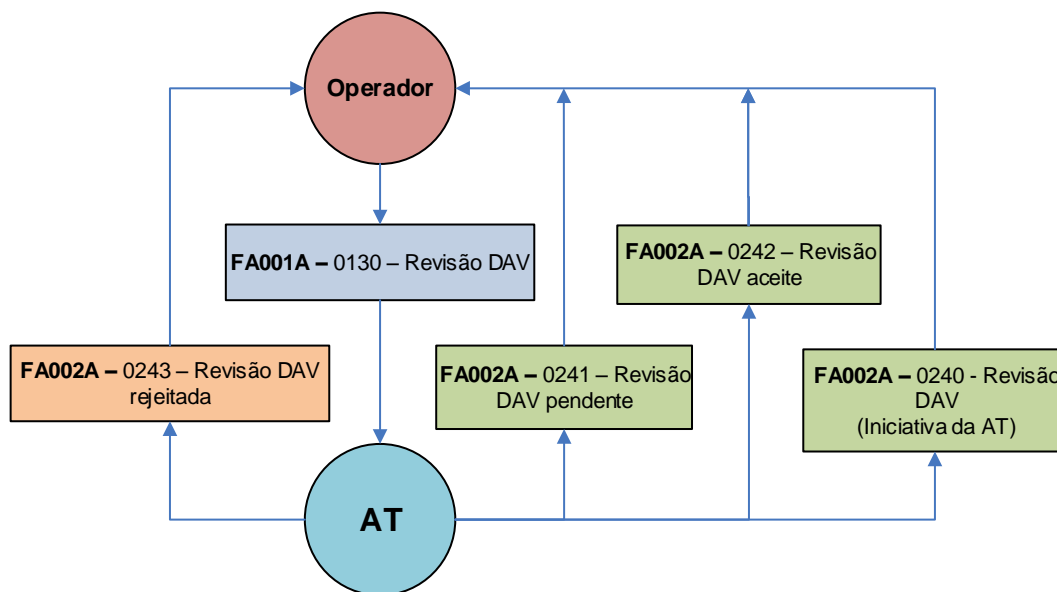 Operador
FA001A – 0130 – Revisão DAV
FA002A – 0242 – Revisão
DAV aceite
FA002A – 0243 – Revisão DAV
rejeitada
FA002A – 0241 – Revisão
DAV pendente
FA002A – 0240 - Revisão
DAV
(Iniciativa da AT)
AT